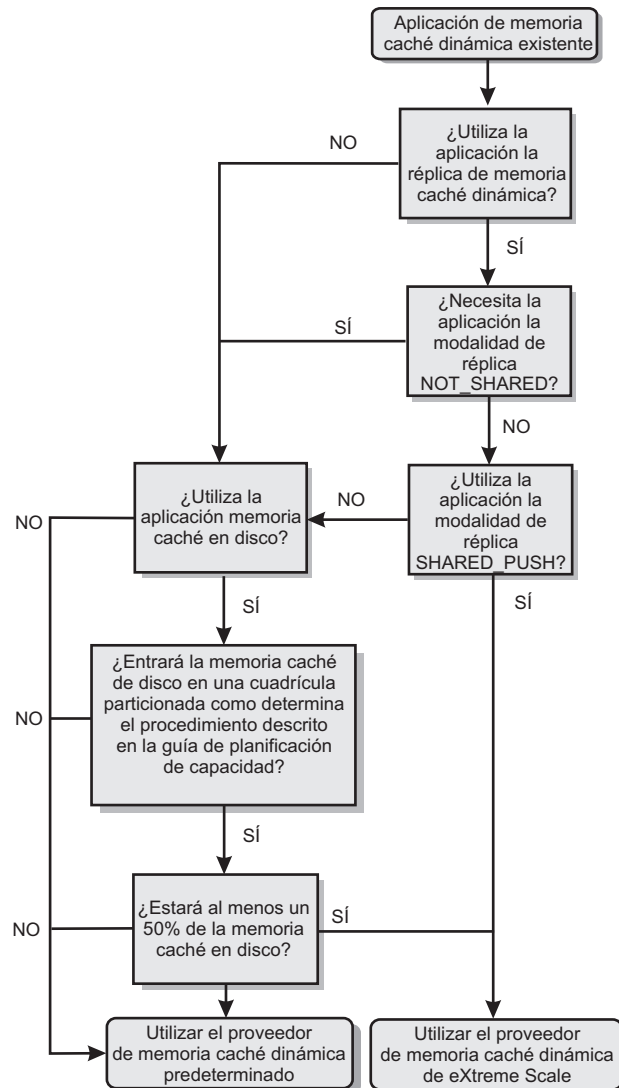 Aplicación de memoria
caché dinámica existente
¿Utiliza la
aplicación la
réplica de memoria
caché dinámica?
NO
SÍ
¿Necesita la
aplicación la
modalidad de
réplica
NOT_SHARED?
SÍ
NO
¿Utiliza la
aplicación la
modalidad de
réplica
SHARED_PUSH?
NO
SÍ
¿Utiliza la
aplicación memoria
caché en disco?
NO
SÍ
¿Entrará la memoria caché
de disco en una cuadrícula
particionada como determina
el procedimiento descrito
en la guía de planificación
de capacidad?
NO
SÍ
¿Estará al menos un
50% de la memoria
caché en disco?
NO
SÍ
Utilizar el proveedor
de memoria caché dinámica
predeterminado
Utilizar el proveedor
de memoria caché dinámica
de eXtreme Scale